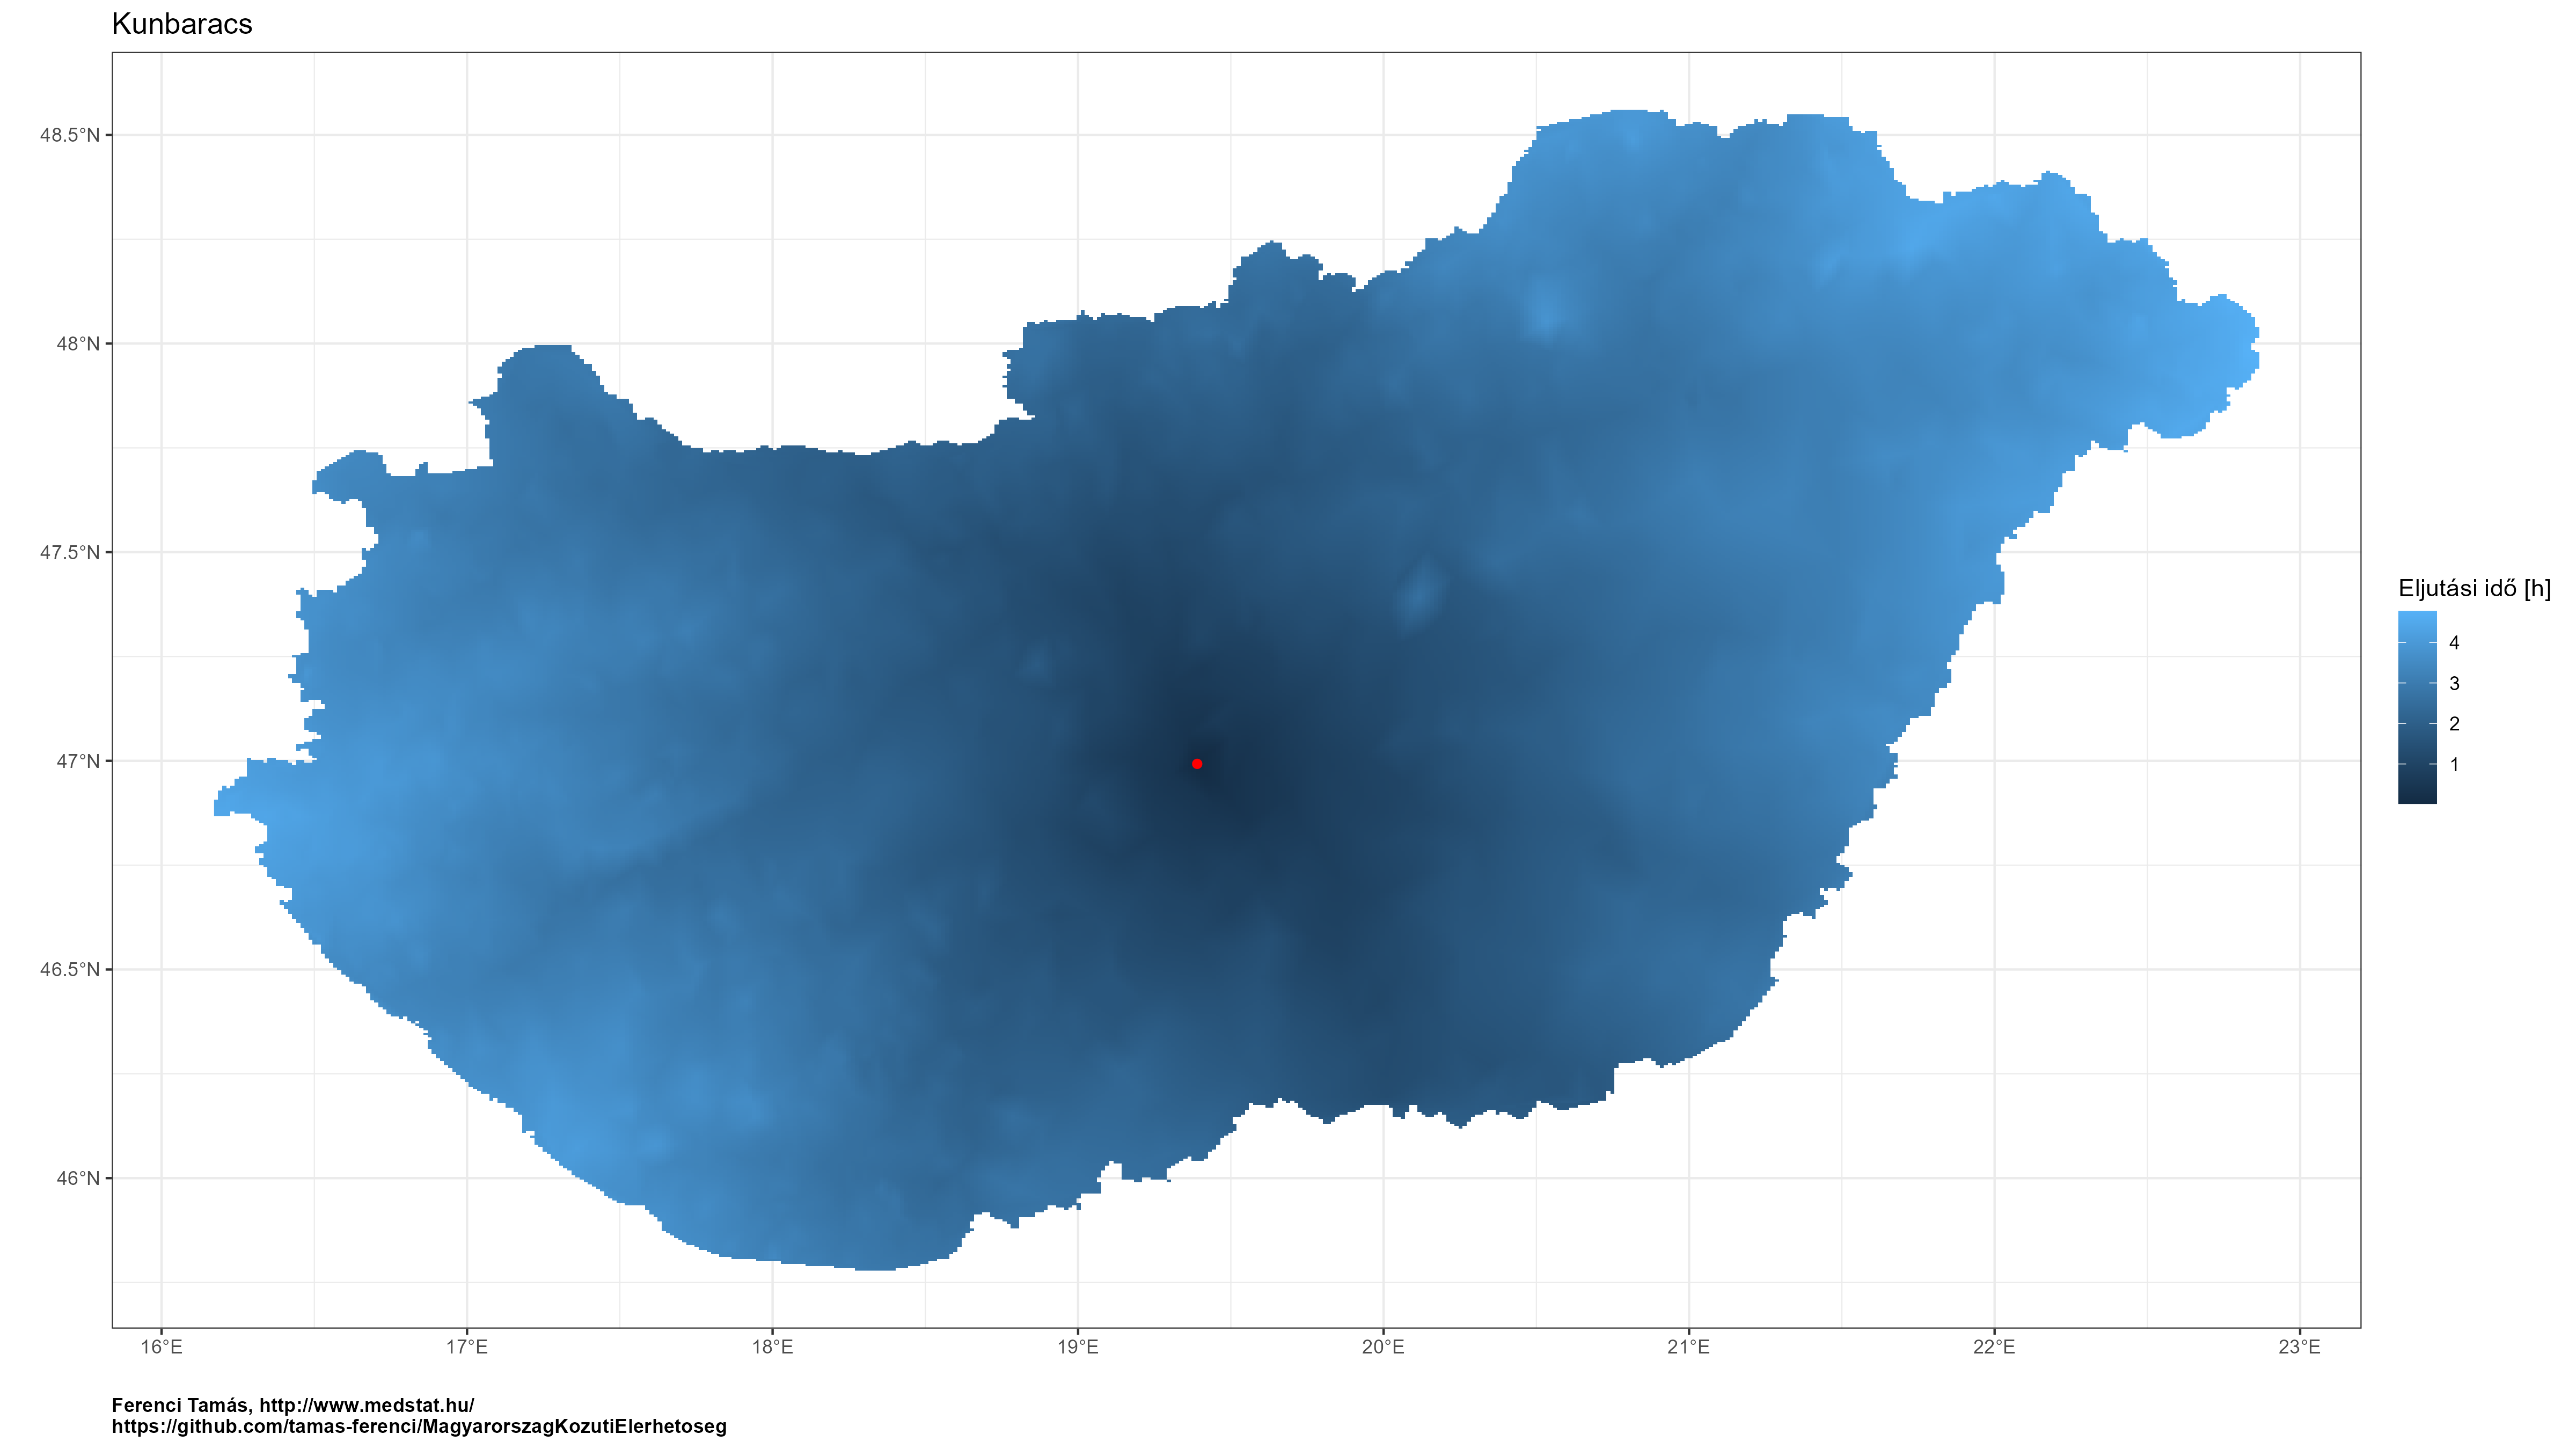 Kunbaracs
48.5°N
48°N
47.5°N
47°N
46.5°N
46°N
16°E 17°E 18°E 19°E 20°E 21°E 22°E 23°E
Eljutási idő [h]
4
3
2
1
Ferenci Tamás, http://www.medstat.hu/
https://github.com/tamas-ferenci/MagyarorszagKozutiElerhetoseg